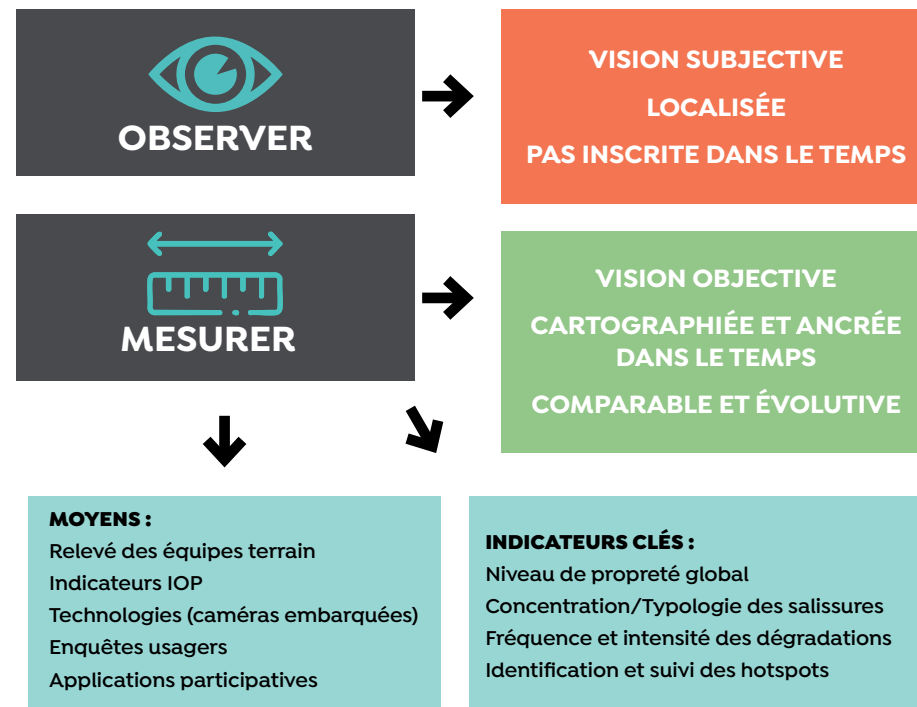 OBSERVER
VISION SUBJECTIVE
LOCALISÉE
PAS INSCRITE DANS LE TEMPS
MESURER
VISION OBJECTIVE
CARTOGRAPHIÉE ET ANCRÉE
DANS LE TEMPS
COMPARABLE ET ÉVOLUTIVE
MOYENS :
Relevé des équipes terrain
Indicateurs IOP
Technologies (caméras embarquées)
Enquêtes usagers
Applications participatives
INDICATEURS CLÉS :
Niveau de propreté global
Concentration/Typologie des salissures
Fréquence et intensité des dégradations
Identification et suivi des hotspots